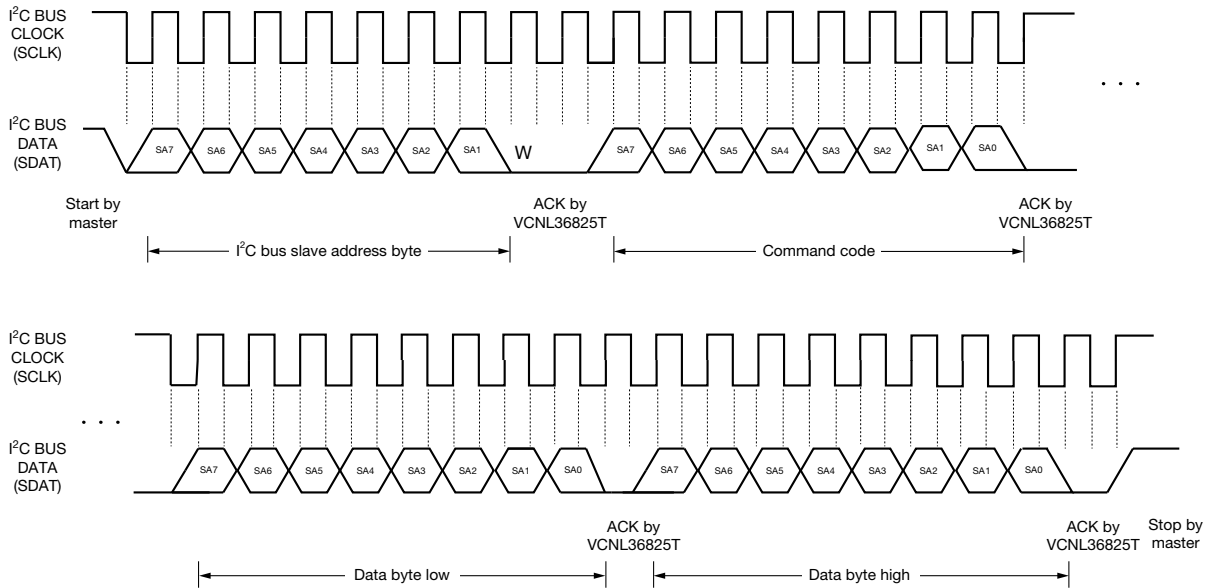 I²C BUS
CLOCK
(SCLK)
. . .
I²C BUS
DATA
(SDAT)
SA7 SA6 SA5 SA4 SA3 SA2 SA1 W SA7 SA6 SA5 SA4 SA3 SA2 SA1 SA0
Start by
master
ACK by
VCNL36825T
ACK by
VCNL36825T
I²C bus slave address byte
Command code
I²C BUS
CLOCK
(SCLK)
. . .
I²C BUS
DATA
(SDAT)
SA7 SA6 SA5 SA4 SA3 SA2 SA1 SA0 SA7 SA6 SA5 SA4 SA3 SA2 SA1 SA0
ACK by
VCNL36825T
ACK by
VCNL36825T
Stop by
master
Data byte low
Data byte high